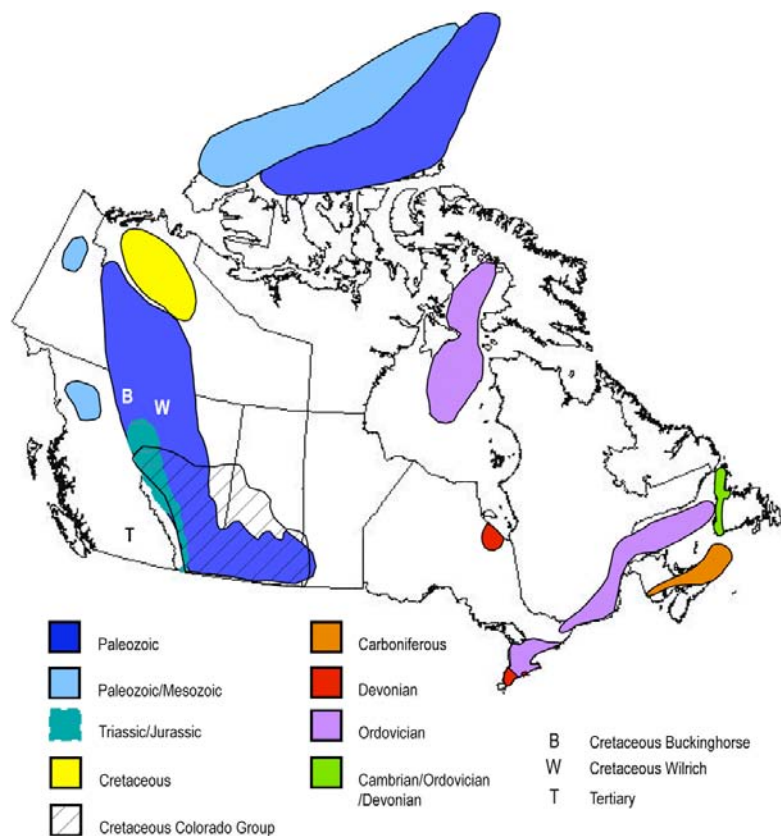 B
W
T
Paleozoic
Paleozoic/Mesozoic
Triassic/Jurassic
Cretaceous
Cretaceous Colorado Group
Carboniferous
Devonian
Ordovician
Cambrian/Ordovician
/Devonian
B Cretaceous Buckinghorse
W Cretaceous Wilrich
T Tertiary